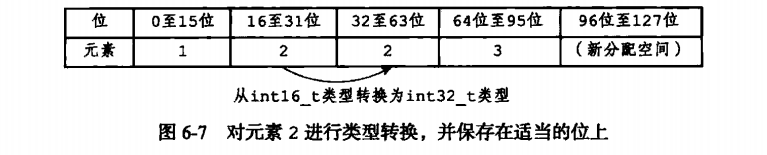 位 0至15位 16至31位 32至63位 64位至95位 96位至127位
元素 1 2 2 3 (新分配空间)
从int16_t类型转换为int32_t类型
图 6-7 对元素 2 进行类型转换，并保存在适当的位上